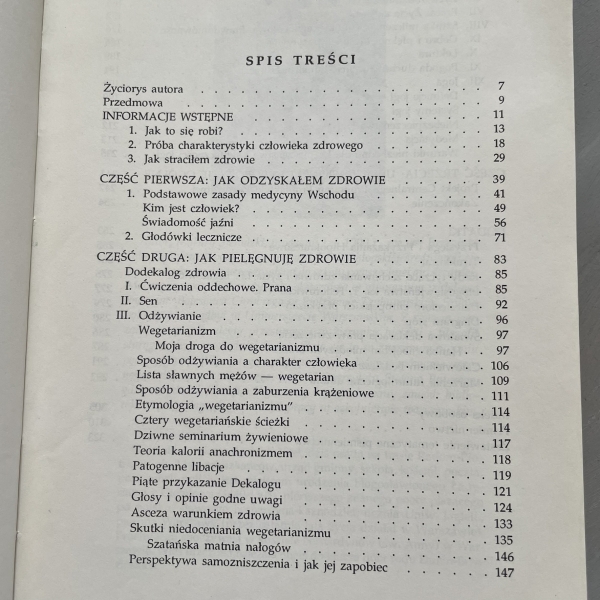 SPIS TREŚCI
Życiorys autora . . . . . . . . . . . . . . . . . . . 7
Przedmowa . . . . . . . . . . . . . . . . . . . 9
INFORMACJE WSTĘPNE . . . . . . . . . . . . . . . . 11
1. Jak to się robi? . . . . . . . . . . . . . . . . 13
2. Próba charakterystyki człowieka zdrowego . . . . . . . . 18
3. Jak straciłem zdrowie . . . . . . . . . . . . . . 29
CZĘŚĆ PIERWSZA: JAK ODZYSKAŁEM ZDROWIE . . . . . . . 39
1. Podstawowe zasady medycyny Wschodu . . . . . . . . . 41
Kim jest człowiek? . . . . . . . . . . . . . . . 49
Świadomość jaźni . . . . . . . . . . . . . . . 56
2. Głodówki lecznicze . . . . . . . . . . . . . . . 71
CZĘŚĆ DRUGA: JAK PIELĘGNUJĘ ZDROWIE . . . . . . . . . 83
Dodekalog zdrowia . . . . . . . . . . . . . . . . 85
I. Ćwiczenia oddechowe. Prana . . . . . . . . . . . . 85
II. Sen . . . . . . . . . . . . . . . . . . . 92
III. Odżywianie . . . . . . . . . . . . . . . . . 96
Wegetarianizm . . . . . . . . . . . . . . . . 97
Moja droga do wegetarianizmu . . . . . . . . . . 97
Sposób odżywiania a charakter człowieka . . . . . . . . 106
Lista sławnych mężów — wegetarian . . . . . . . . . 109
Sposób odżywiania a zaburzenia krążeniowe . . . . . . . 111
Etymologia „wegetarianizmu” . . . . . . . . . . . 114
Cztery wegetariańskie ścieżki . . . . . . . . . . . 114
Dziwne seminarium żywieniowe . . . . . . . . . . . 117
Teoria kalorii anachronizmem . . . . . . . . . . . 118
Patogenne libacje . . . . . . . . . . . . . . . 119
Piąte przykazanie Dekalogu . . . . . . . . . . . . 121
Głosy i opinie godne uwagi . . . . . . . . . . . . 124
Asceza warunkiem zdrowia . . . . . . . . . . . . 133
Skutki niedoceniania wegetarianizmu . . . . . . . . . 135
Szatańska matnia nałogów . . . . . . . . . . . . 146
Perspektywa samozniszczenia i jak jej zapobiec . . . . . . 147